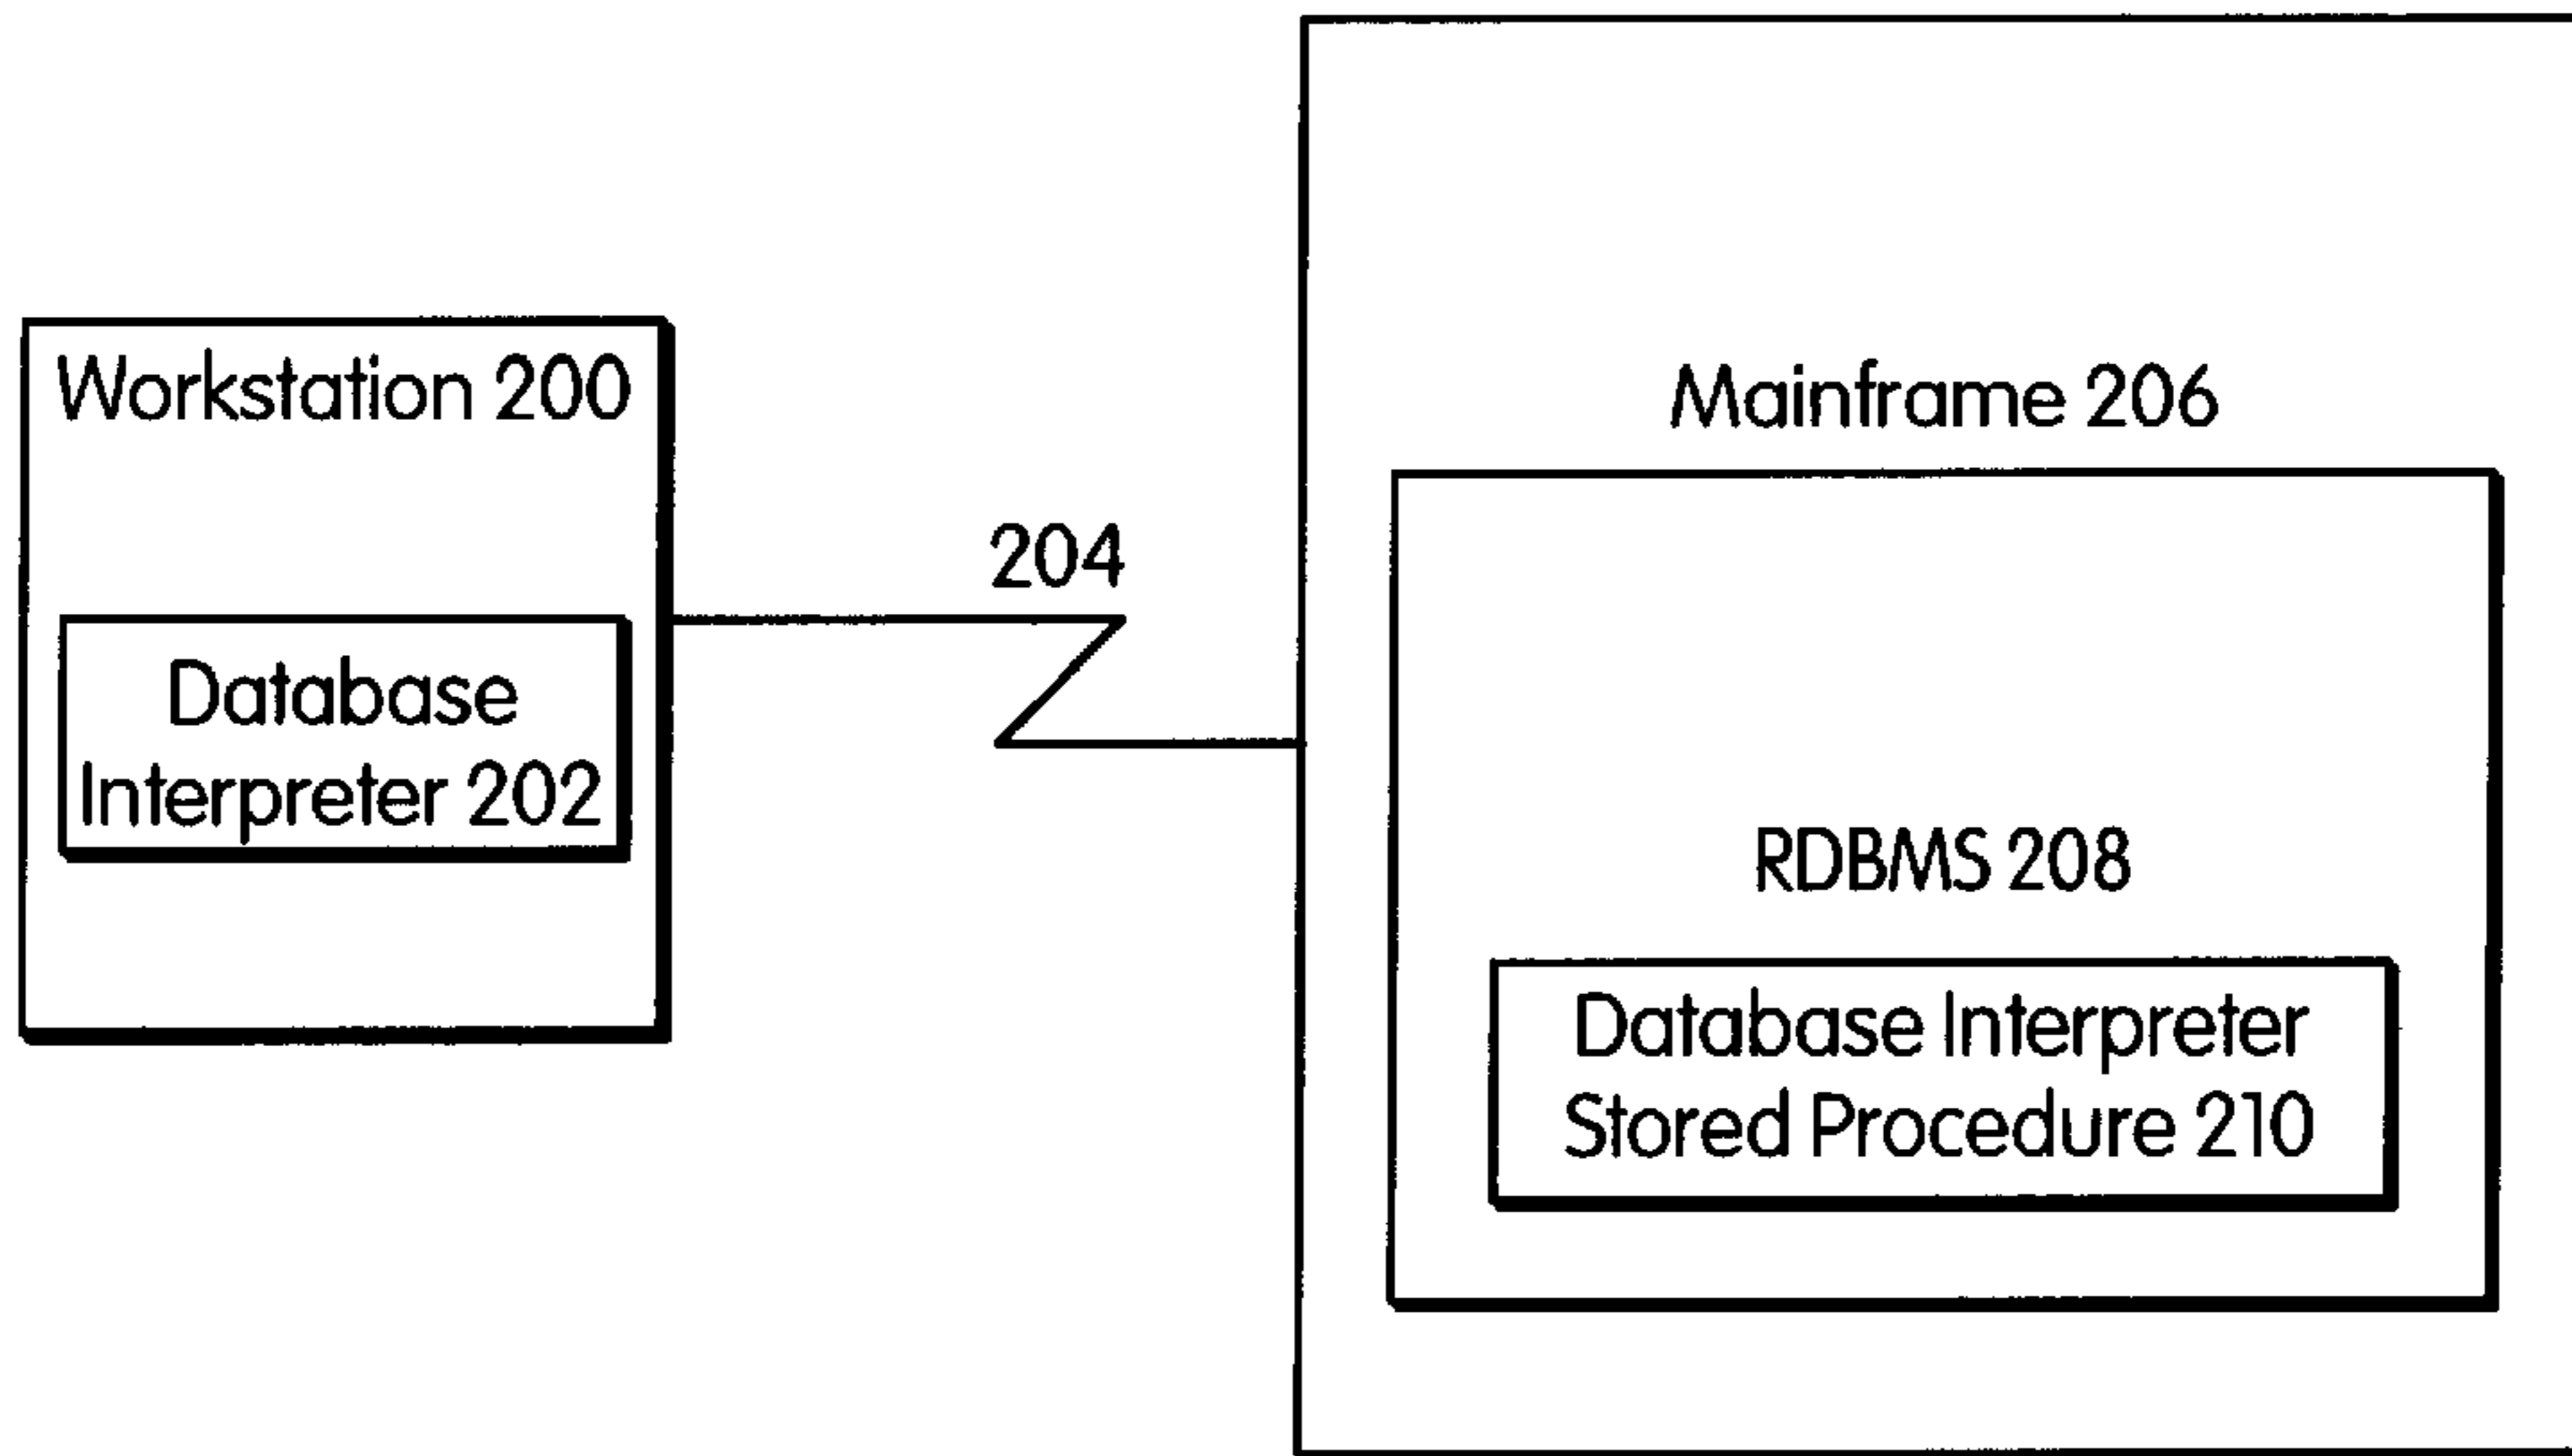 Workstation 200
Database
Interpreter 202
204
Mainframe 206
RDBMS 208
Database Interpreter
Stored Procedure 210